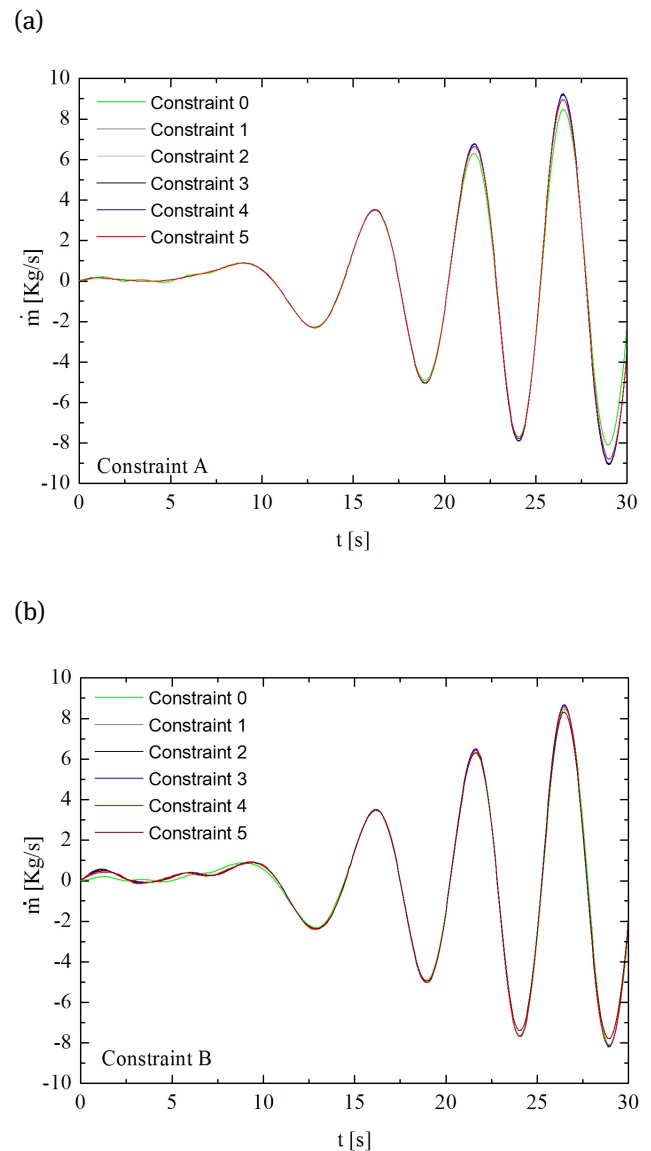 (a)
10
8
6
4
2
0
-2
-4
-6
-8
-10
ṁ [Kg/s]
Constraint 0
Constraint 1
Constraint 2
Constraint 3
Constraint 4
Constraint 5
Constraint A
0 5 10 15 20 25 30
t [s]
(b)
10
8
6
4
2
0
-2
-4
-6
-8
-10
ṁ [Kg/s]
Constraint 0
Constraint 1
Constraint 2
Constraint 3
Constraint 4
Constraint 5
Constraint B
0 5 10 15 20 25 30
t [s]